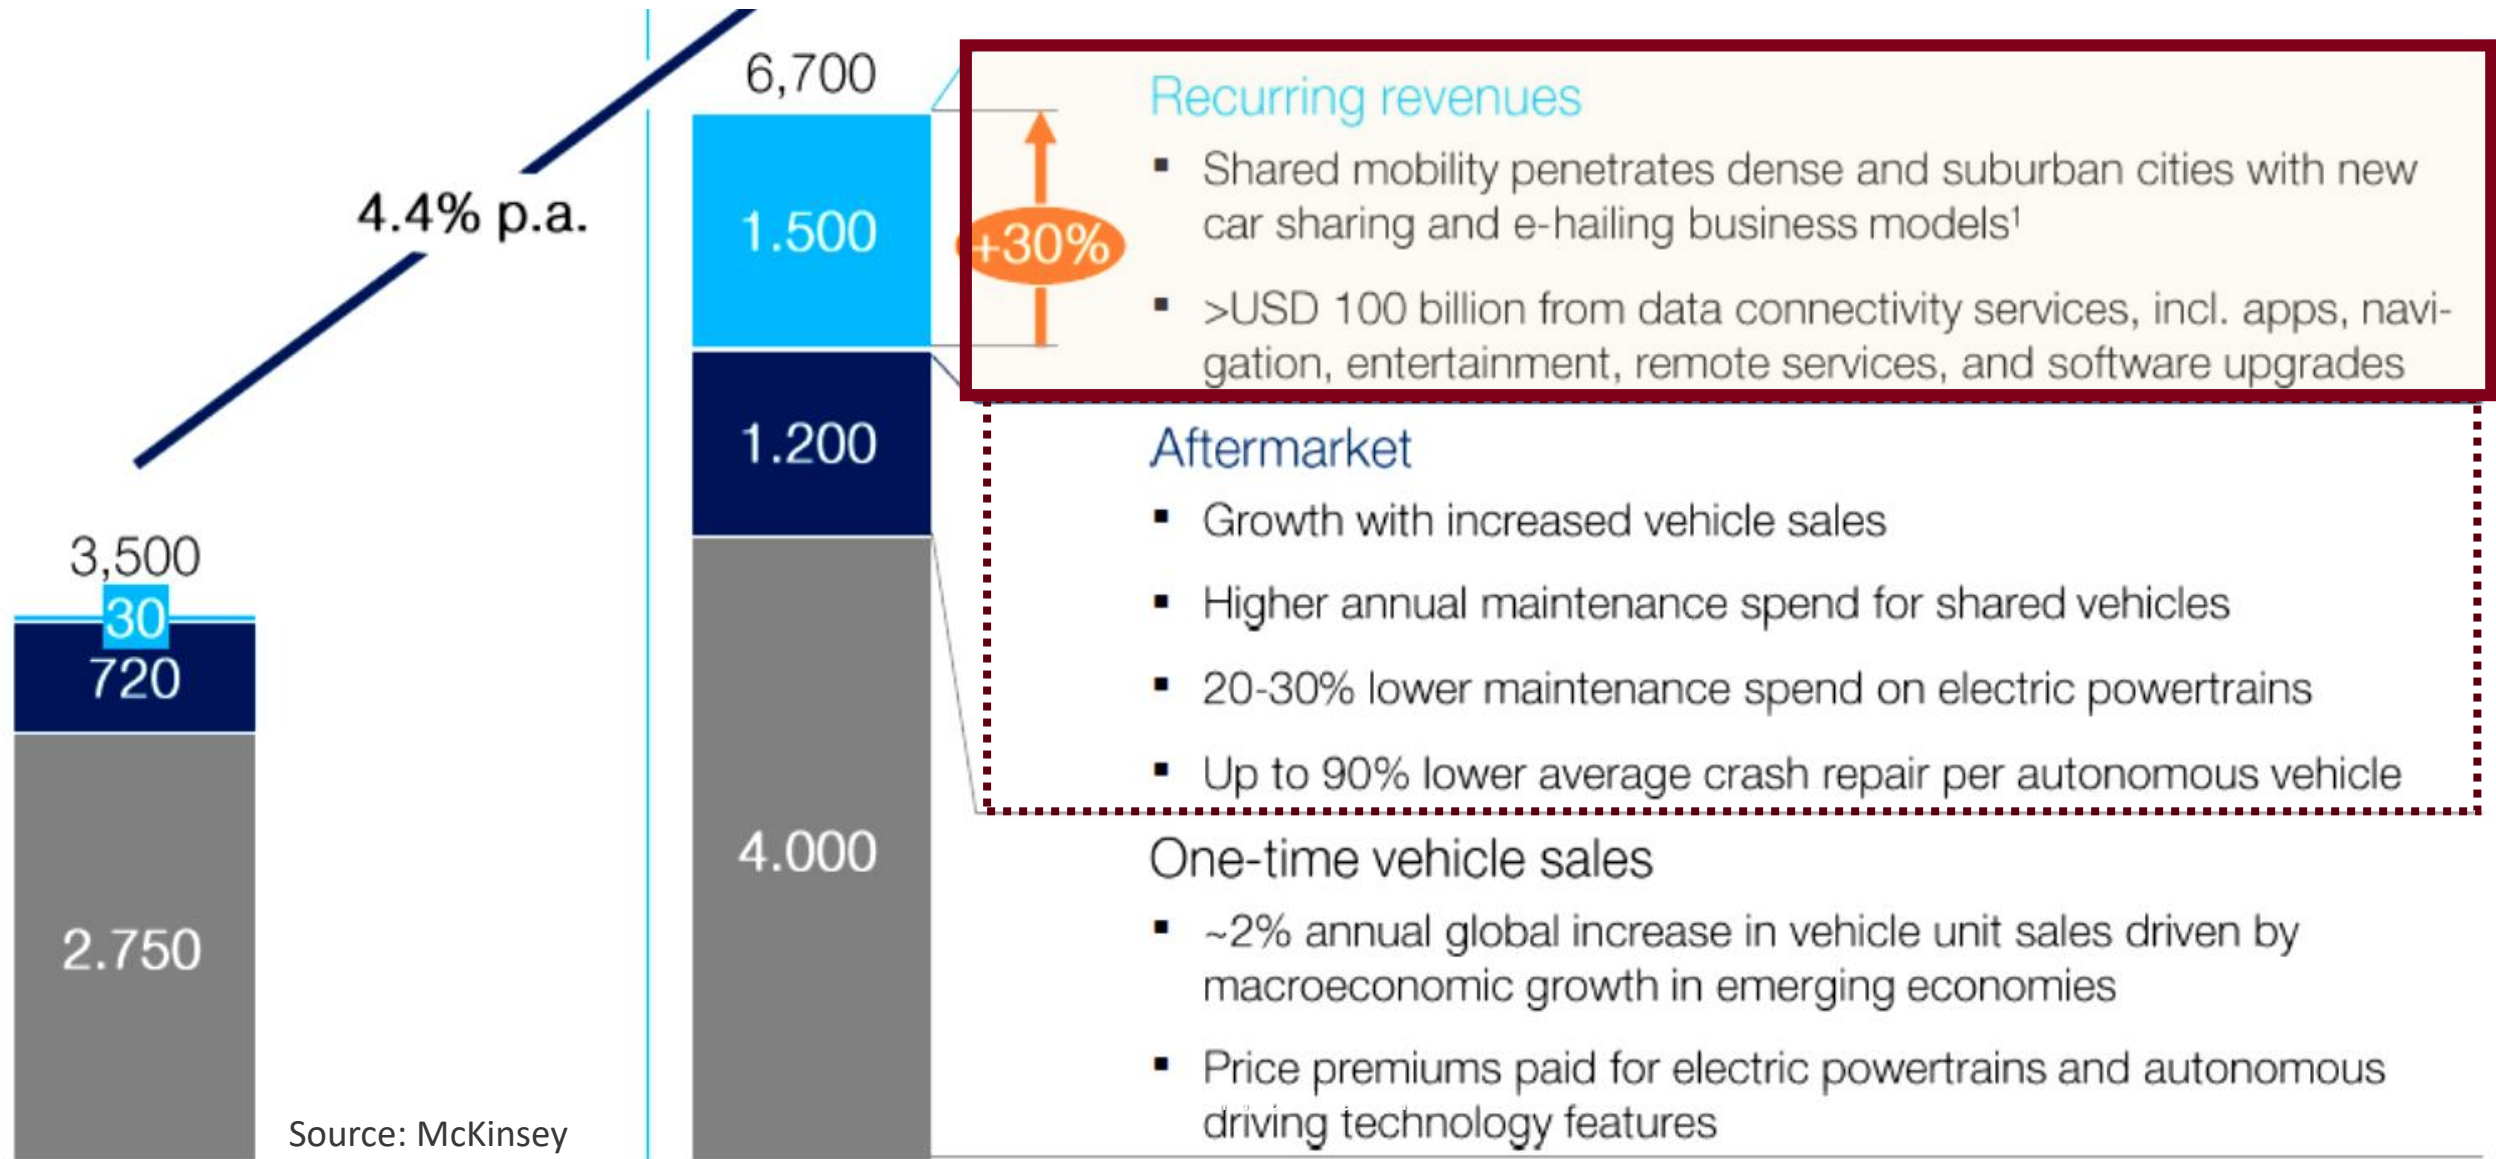 4.4% p.a.
3,500
30
720
2.750
Source: McKinsey
6,700
1.500
1.200
4.000
+30%
Recurring revenues
▪ Shared mobility penetrates dense and suburban cities with new
car sharing and e-hailing business models¹
▪ >USD 100 billion from data connectivity services, incl. apps, navi-
gation, entertainment, remote services, and software upgrades
Aftermarket
▪ Growth with increased vehicle sales
▪ Higher annual maintenance spend for shared vehicles
▪ 20-30% lower maintenance spend on electric powertrains
▪ Up to 90% lower average crash repair per autonomous vehicle
One-time vehicle sales
▪ ~2% annual global increase in vehicle unit sales driven by
macroeconomic growth in emerging economies
▪ Price premiums paid for electric powertrains and autonomous
driving technology features